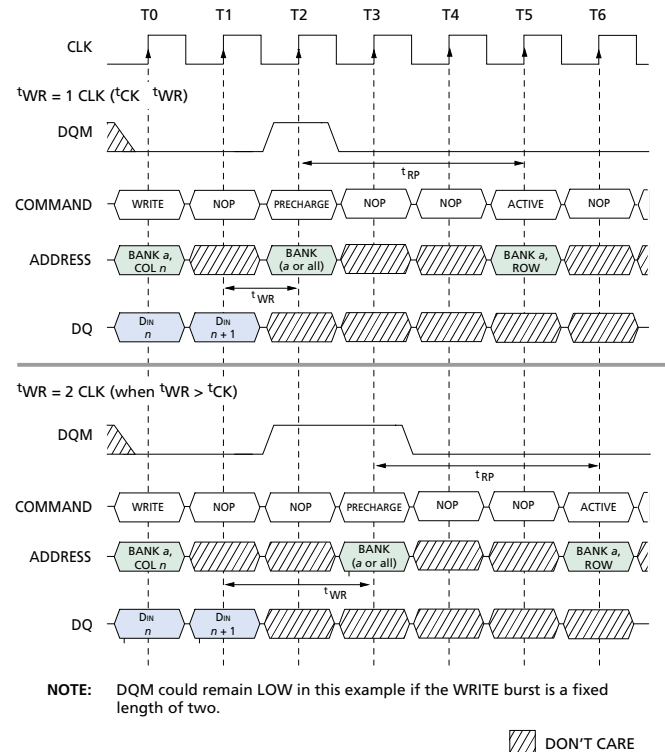 T0 T1 T2 T3 T4 T5 T6
CLK
tWR = 1 CLK (tCK tWR)
DQM
tRP
COMMAND WRITE NOP PRECHARGE NOP NOP ACTIVE NOP
ADDRESS BANK a, COL n BANK (a or all) BANK a, ROW
tWR
DQ DIN n DIN n + 1
tWR = 2 CLK (when tWR > tCK)
DQM
tRP
COMMAND WRITE NOP NOP PRECHARGE NOP NOP ACTIVE
ADDRESS BANK a, COL n BANK (a or all) BANK a, ROW
tWR
DQ DIN n DIN n + 1
NOTE: DQM could remain LOW in this example if the WRITE burst is a fixed
length of two.
DON'T CARE